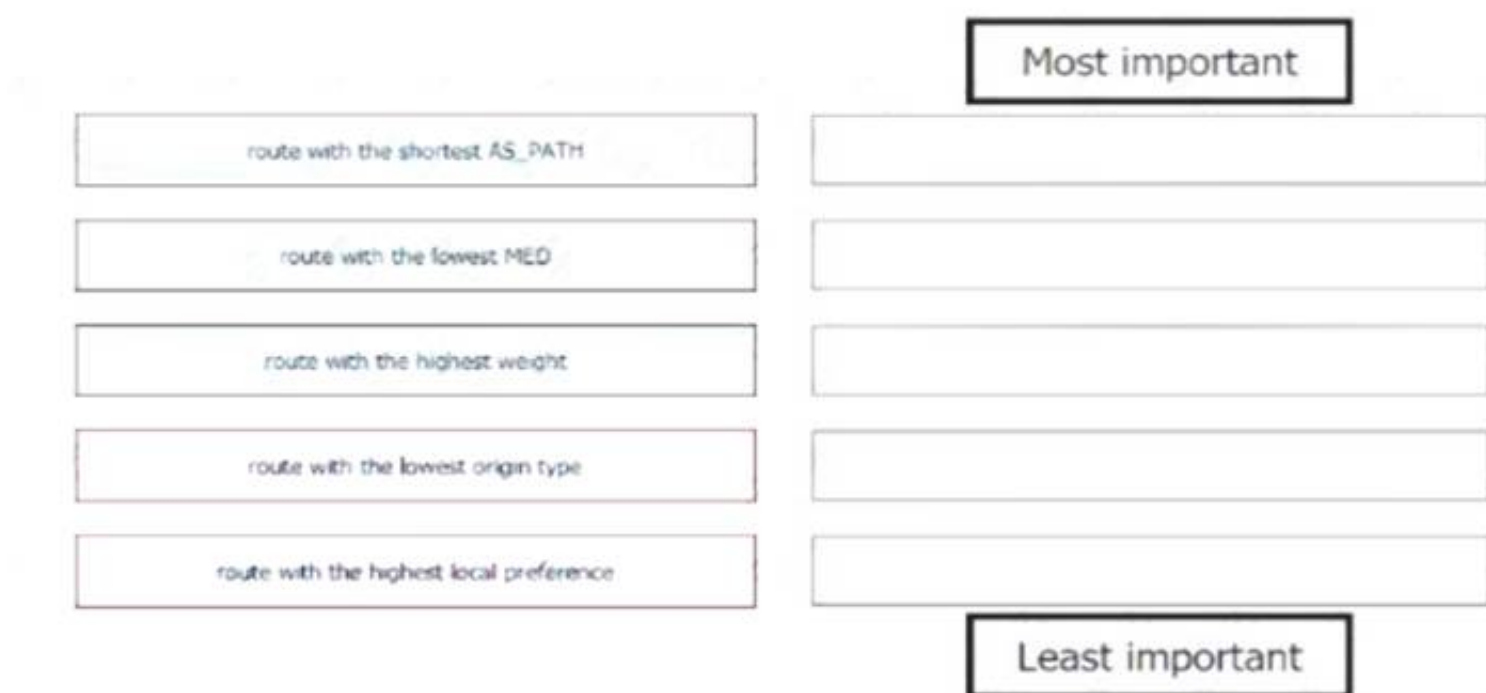 Most important
route with the shortest AS_PATH
route with the lowest MED
route with the highest weight
route with the lowest origin type
route with the highest local preference
Least important